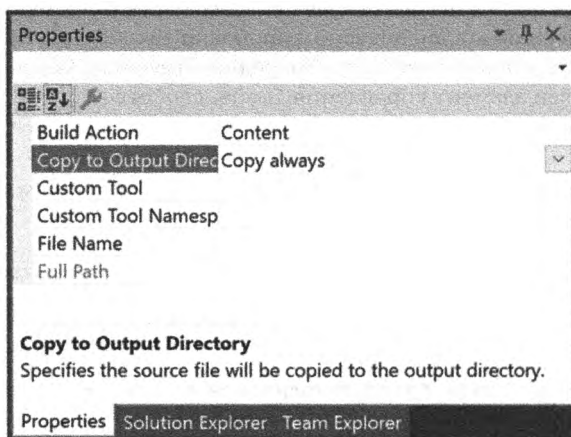 Properties
Build Action Content
Copy to Output Direc Copy always
Custom Tool
Custom Tool Namesp
File Name
Full Path
Copy to Output Directory
Specifies the source file will be copied to the output directory.
Properties Solution Explorer Team Explorer